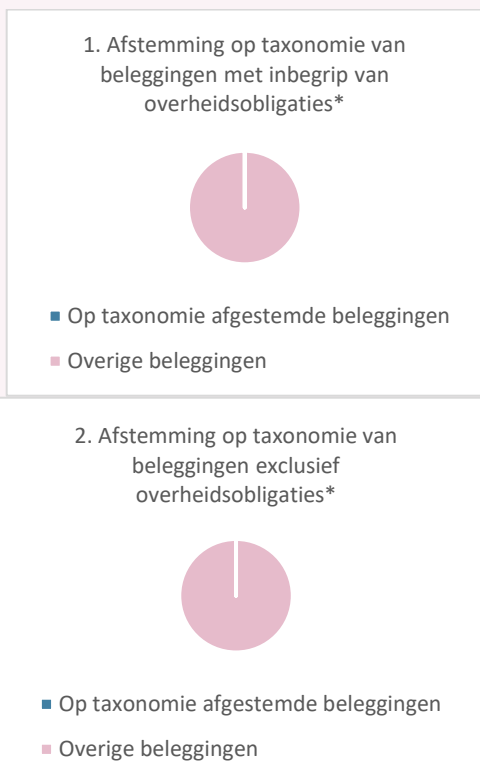 1. Afstemming op taxonomie van
beleggingen met inbegrip van
overheidsobligaties*
Op taxonomie afgestemde beleggingen
Overige beleggingen
2. Afstemming op taxonomie van
beleggingen exclusief
overheidsobligaties*
Op taxonomie afgestemde beleggingen
Overige beleggingen